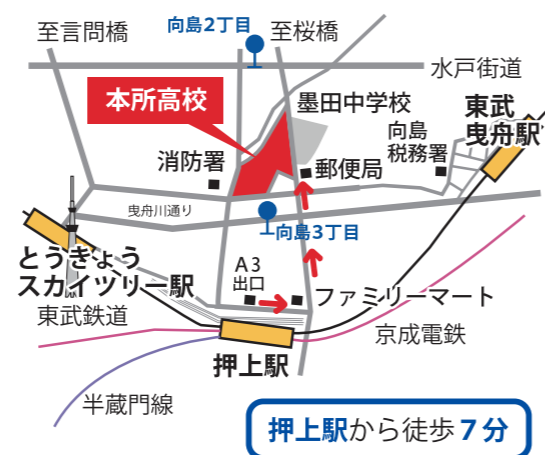 至言問橋
向島2丁目
至桜橋
水戸街道
本所高校
墨田中学校
東武
曳舟駅
向島
税務署
消防署
郵便局
曳舟川通り
向島3丁目
とうきょう
スカイツリー駅
A3
出口
ファミリーマート
東武鉄道
京成電鉄
押上駅
半蔵門線
押上駅から徒歩7分